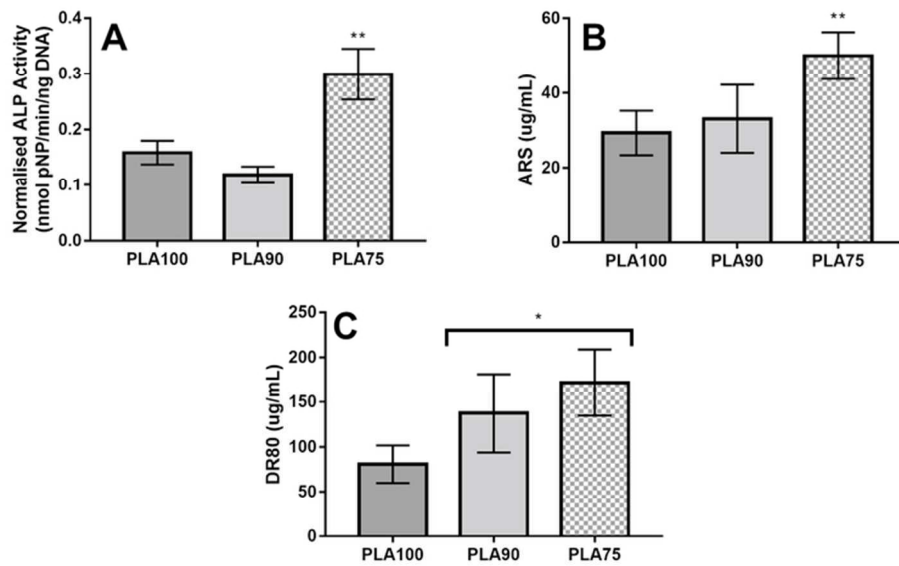 A
Normalised ALP Activity
(nmol pNP/min/ng DNA)
0.4
0.3
0.2
0.1
0.0
**
PLA100 PLA90 PLA75
B
ARS (ug/mL)
60
40
20
0
**
PLA100 PLA90 PLA75
C
DR80 (ug/mL)
250
200
150
100
50
0
*
PLA100 PLA90 PLA75